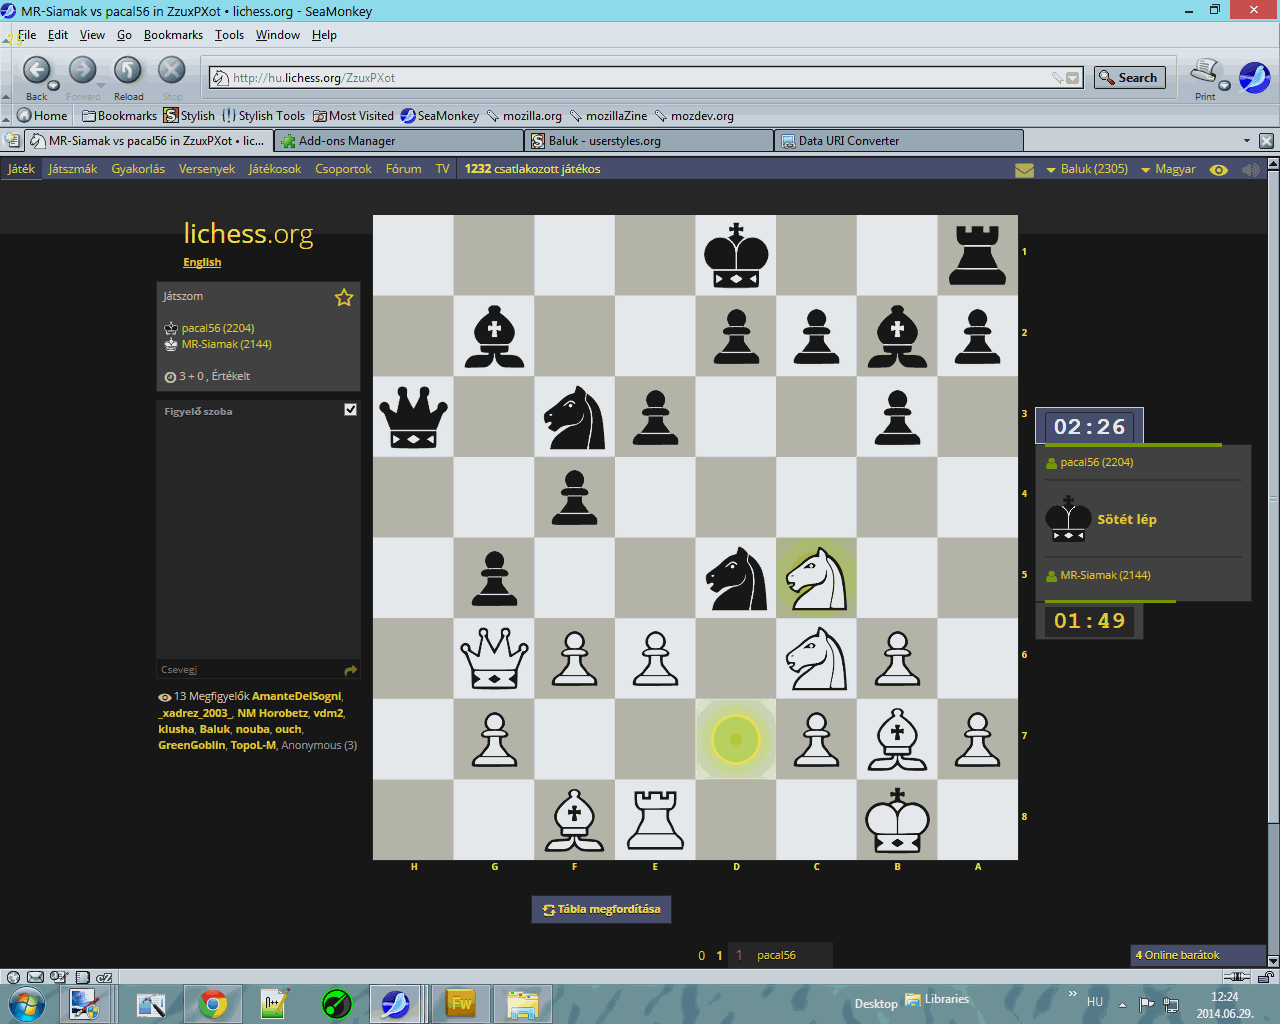 MR-Siamak vs pacal56 in ZzuxPXot • lichess.org - SeaMonkey
File Edit View Go Bookmarks Tools Window Help
Back Forward Reload Stop
http://hu.lichess.org/ZzuxPXot
Search
Print
Home Bookmarks Stylish Stylish Tools Most Visited SeaMonkey mozilla.org mozillaZine mozdev.org
MR-Siamak vs pacal56 in ZzuxPXot • lic... Add-ons Manager Baluk - userstyles.org Data URI Converter
Játék Játszmák Gyakorlás Versenyek Játékosok Csoportok Fórum TV 1232 csatlakozott játékos Baluk (2305) Magyar
lichess.org
English
Játszom
pacal56 (2204)
MR-Siamak (2144)
3 + 0 , Értékelt
Figyelő szoba
Csevegj
13 Megfigyelők AmanteDelSogni,
_xadrez_2003_, NM Horobetz, vdm2,
klusha, Baluk, nouba, ouch,
GreenGoblin, TopoL-M, Anonymous (3)
1
2
3
4
5
6
7
8
H G F E D C B A
02:26
pacal56 (2204)
Sötét lép
MR-Siamak (2144)
01:49
Tábla megfordítása
0 1 1 pacal56
4 Online barátok
Desktop Libraries HU 12:24
2014.06.29.